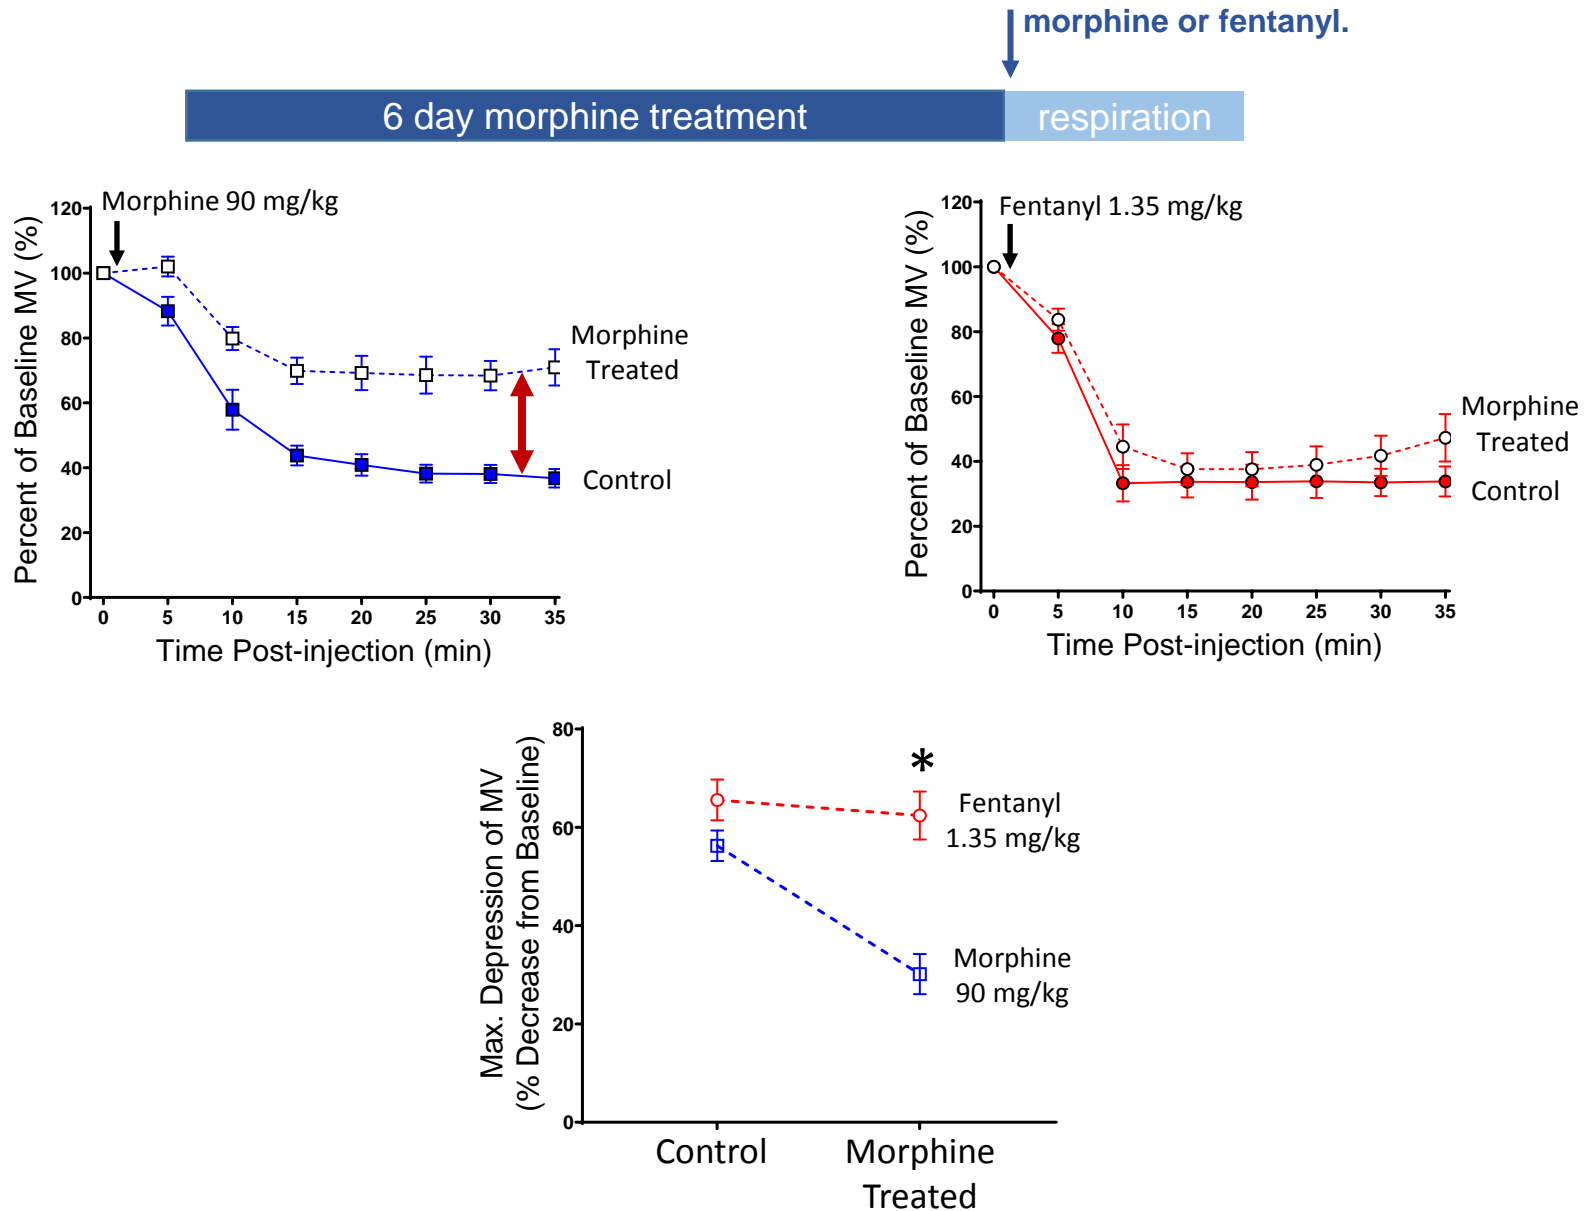 morphine or fentanyl.
6 day morphine treatment
respiration
Morphine 90 mg/kg
Percent of Baseline MV (%)
120
100
80
60
40
20
0
Morphine
Treated
Control
0 5 10 15 20 25 30 35
Time Post-injection (min)
Fentanyl 1.35 mg/kg
Percent of Baseline MV (%)
120
100
80
60
40
20
0
Morphine
Treated
Control
0 5 10 15 20 25 30 35
Time Post-injection (min)
Max. Depression of MV
(% Decrease from Baseline)
80
60
40
20
0
*
Fentanyl
1.35 mg/kg
Morphine
90 mg/kg
Control
Morphine
Treated